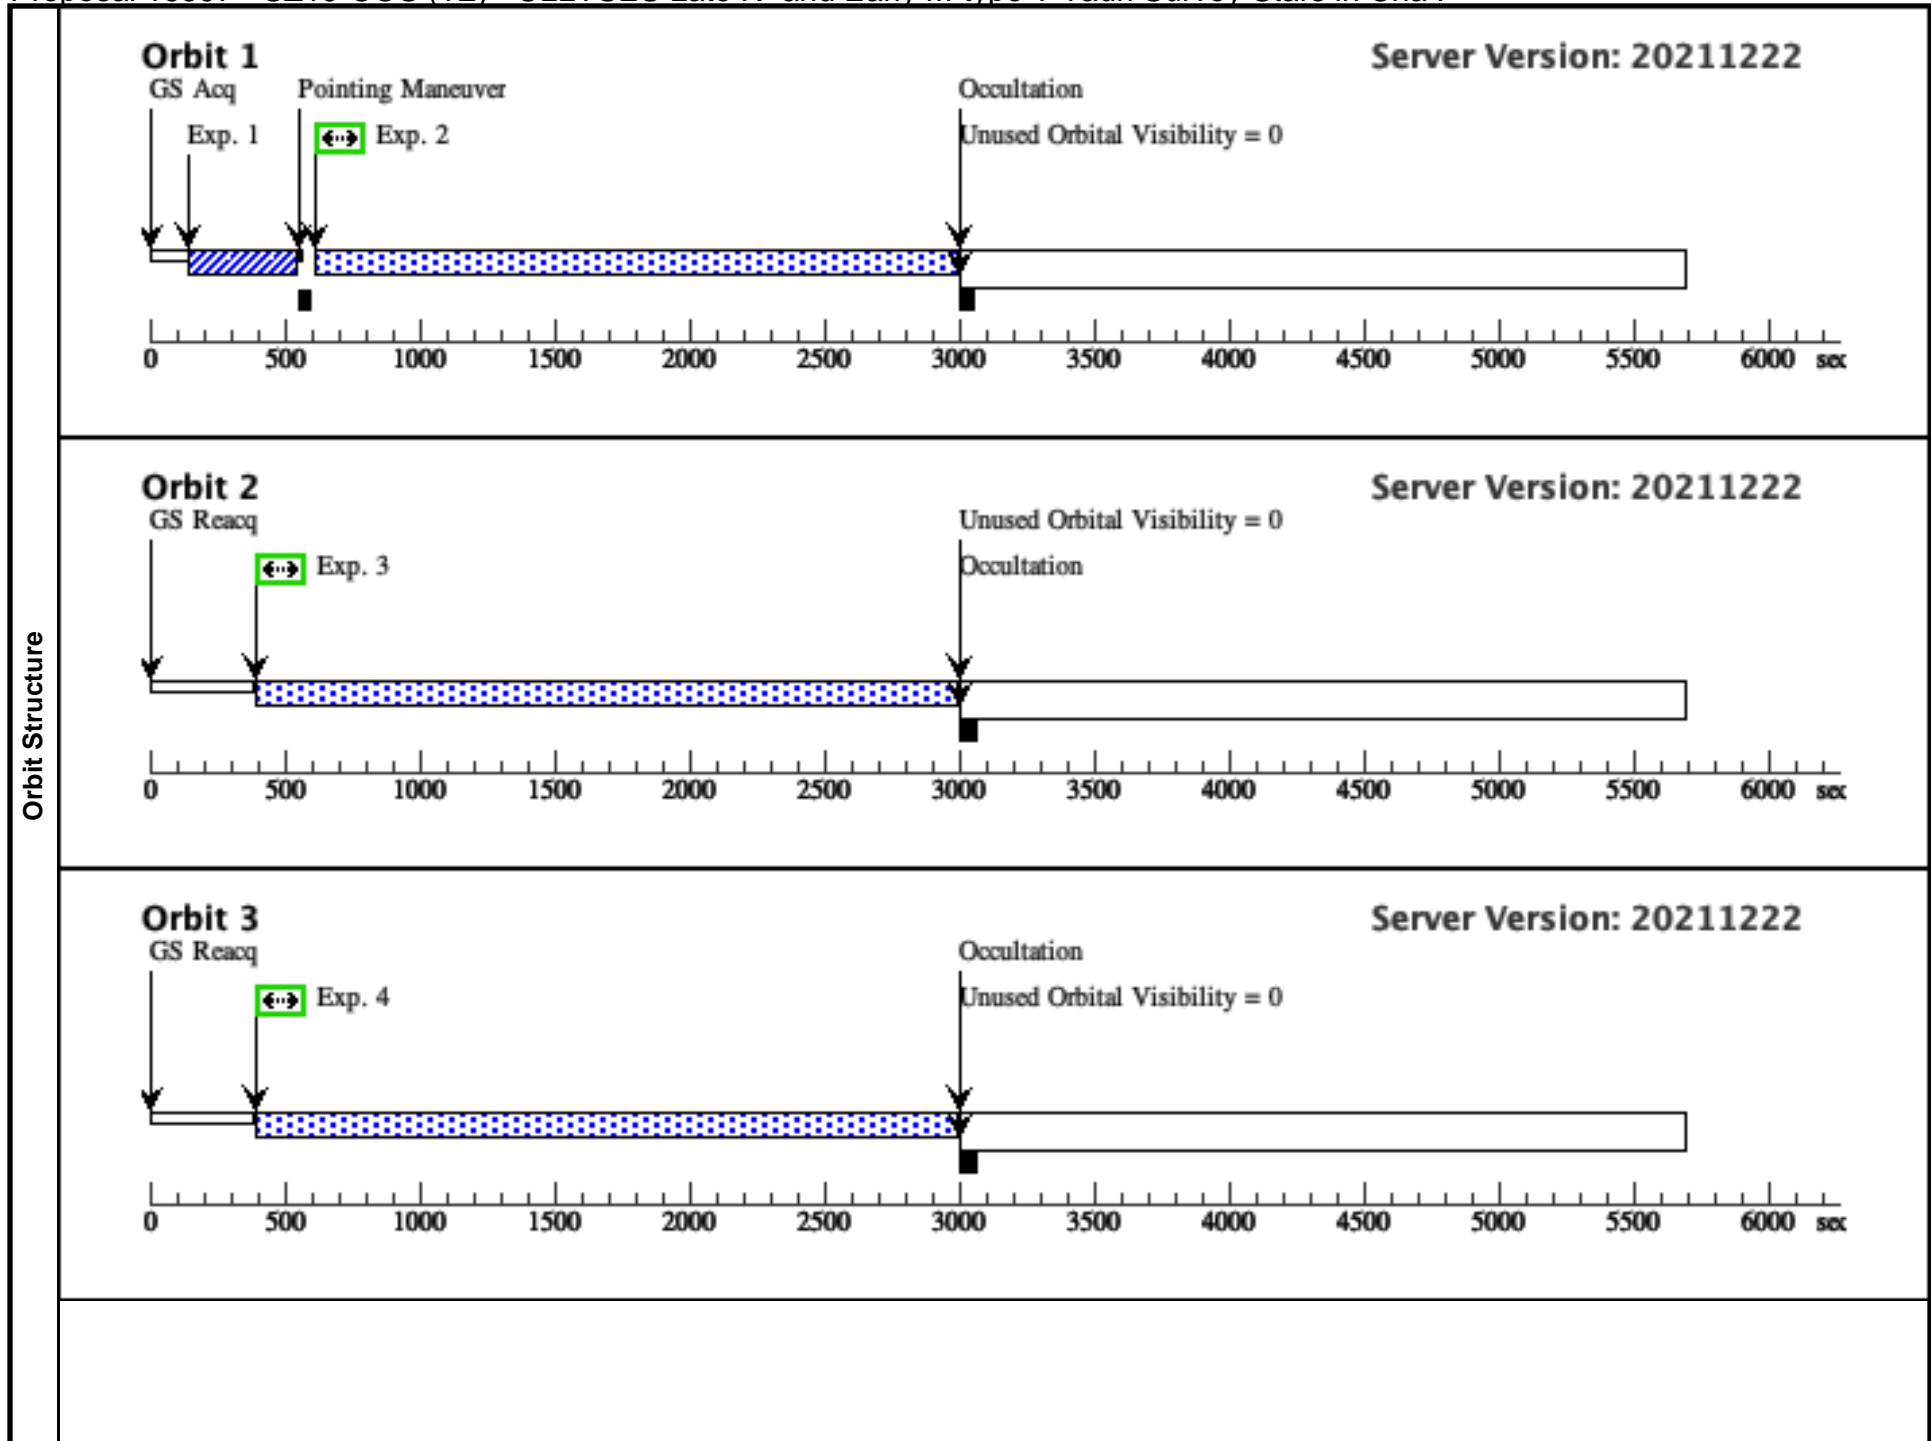 Orbit Structure
Orbit 1
Server Version: 20211222
GS Acq
Pointing Maneuver
Occultation
Exp. 1
Exp. 2
Unused Orbital Visibility = 0
0 500 1000 1500 2000 2500 3000 3500 4000 4500 5000 5500 6000 sec
Orbit 2
Server Version: 20211222
GS Reacq
Unused Orbital Visibility = 0
Exp. 3
Occultation
0 500 1000 1500 2000 2500 3000 3500 4000 4500 5000 5500 6000 sec
Orbit 3
Server Version: 20211222
GS Reacq
Occultation
Exp. 4
Unused Orbital Visibility = 0
0 500 1000 1500 2000 2500 3000 3500 4000 4500 5000 5500 6000 sec